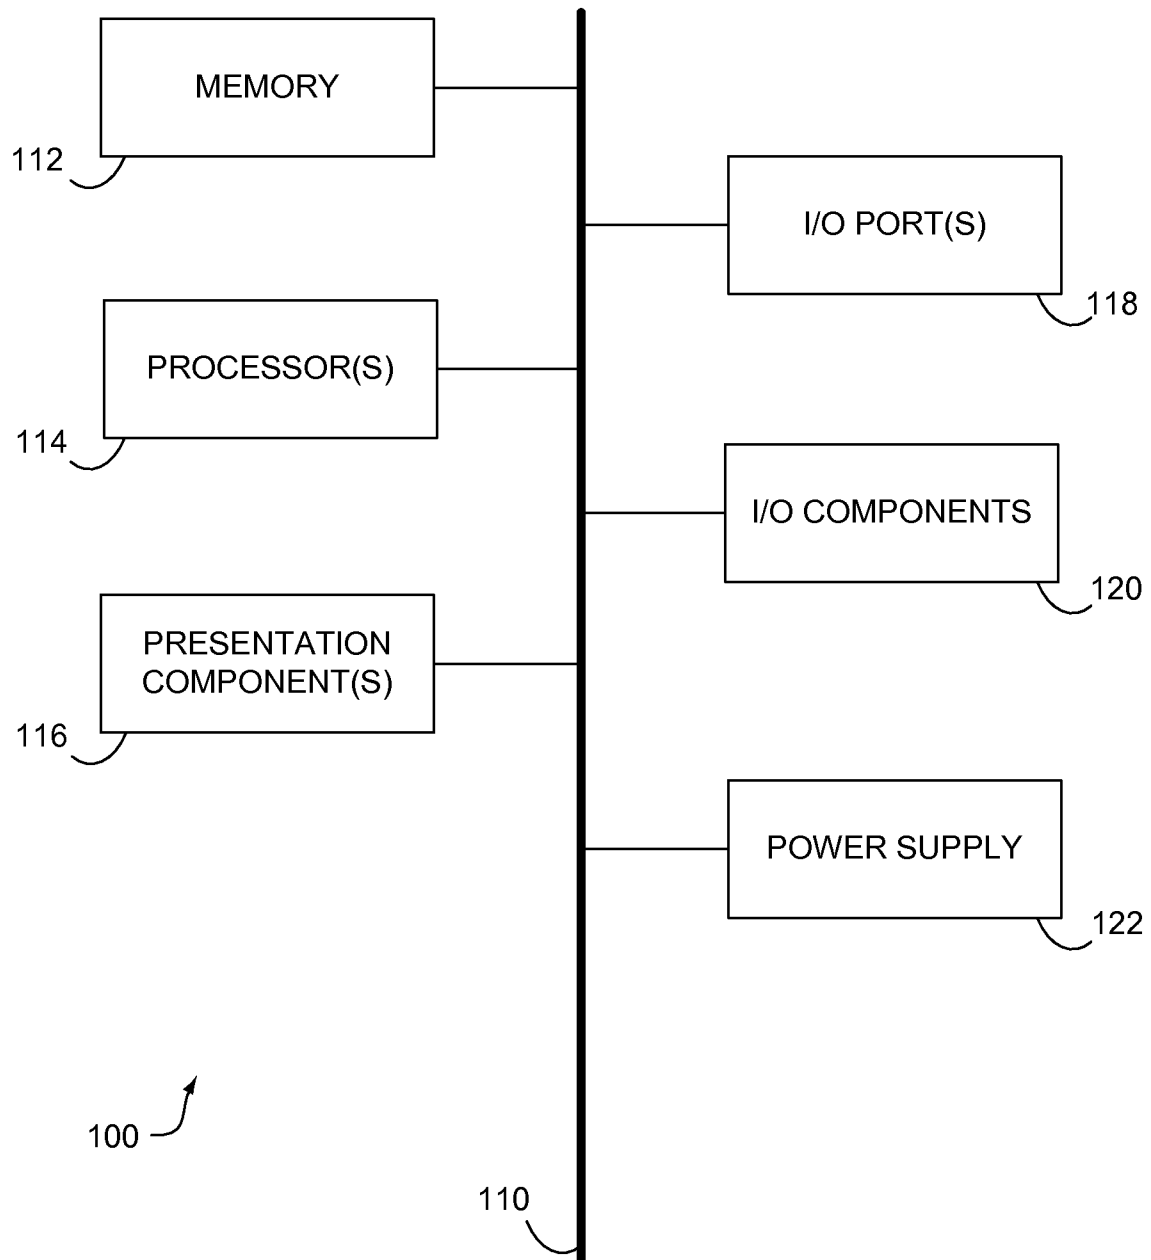 MEMORY
112
I/O PORT(S)
118
PROCESSOR(S)
114
I/O COMPONENTS
120
PRESENTATION
COMPONENT(S)
116
POWER SUPPLY
122
100
110